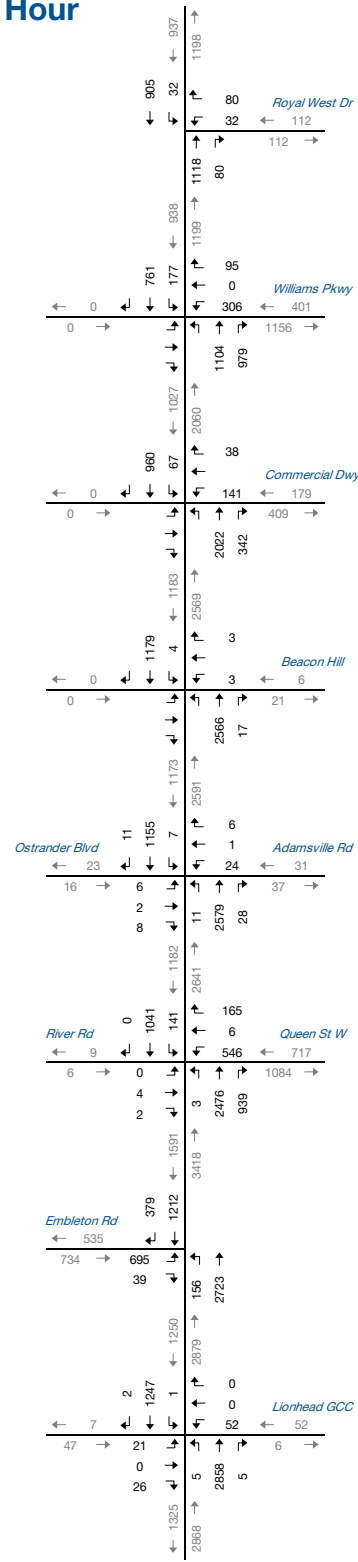 Hour
937 1198
905 32 80 Royal West Dr
32 112
1118 80 112
938 1199
761 177 95
0 Williams Pkwy
0 306 401
0 1104 979 1156
1027 2060
960 67 38
Commercial Dwy
0 141 179
0 2022 342 409
1183 2569
1179 4 3
Beacon Hill
0 3 6
0 2566 17 21
1173 2591
11 1155 7 6
Ostrander Blvd 1 Adamsville Rd
23 24 31
16 6 11 2579 28 37
2
8
1182 2641
0 1041 141 165
River Rd 6 Queen St W
9 546 717
6 0 3 2476 939 1084
4
2
1591 3418
379 1212
Embleton Rd
535
734 695 156 2723
39
1250 2879
2 1247 1 0
0 Lionhead GCC
7 52 52
47 21 5 2858 5 6
0
26
1325 2868